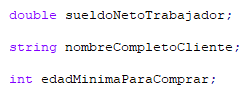 double sueldoNetoTrabajador;
string nombreCompletoCliente;
int edadMinimaParaComprar;